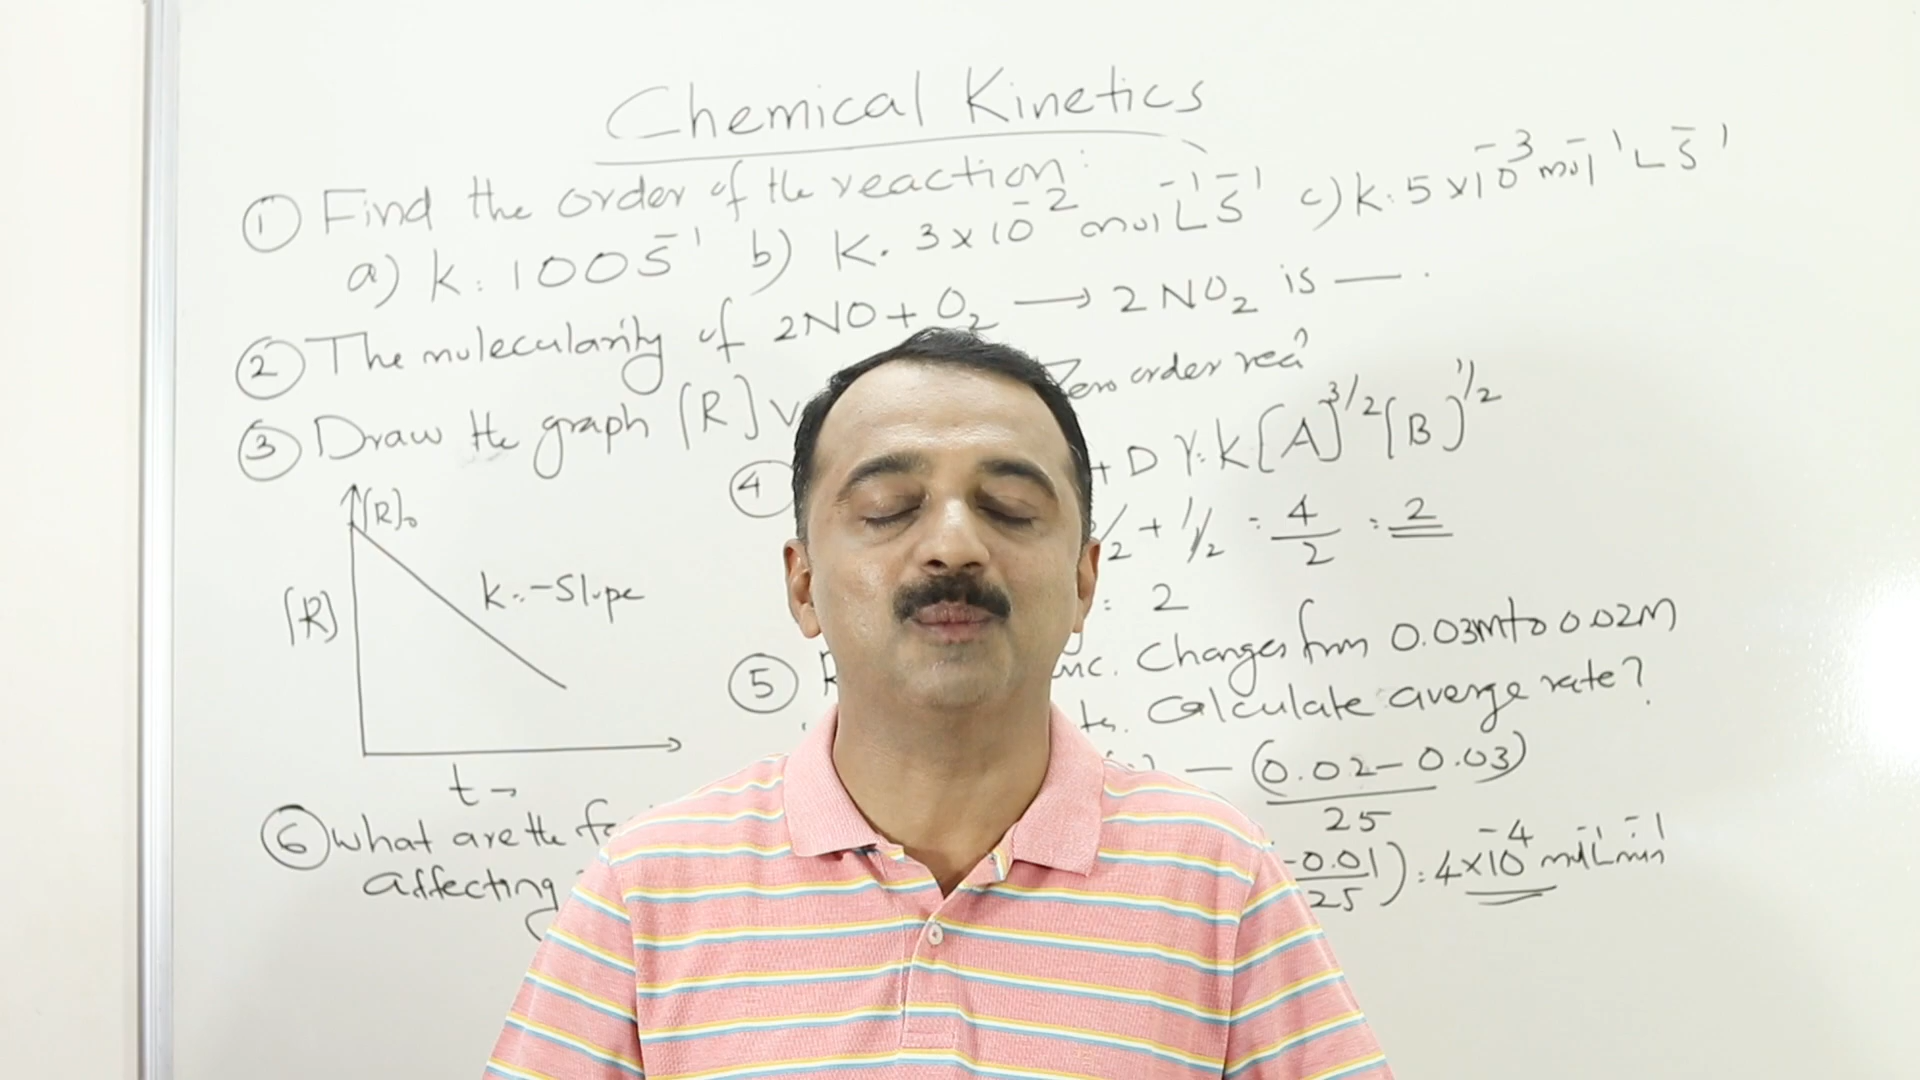 Chemical Kinetics
① Find the order of the reaction:
a) k = 100 s⁻¹ b) k = 3 x 10⁻² mol L⁻¹ s⁻¹ c) k = 5 x 10⁻³ mol⁻¹ L s⁻¹
② The molecularity of 2NO + O₂ → 2NO₂ is — .
③ Draw the graph [R] v Zero order reaⁿ
④ + D r = k [A]^3/2 [B]^1/2
/2 + 1/2 = 4/2 = 2
= 2
[R]₀
[R]
k = -Slope
t →
⑤ R nc. Changes from 0.03M to 0.02M
Calculate averge rate?
— (0.02 - 0.03)/25
-0.01/25) = 4 x 10⁻⁴ mol L⁻¹ min⁻¹
⑥ What are the fa
affecting